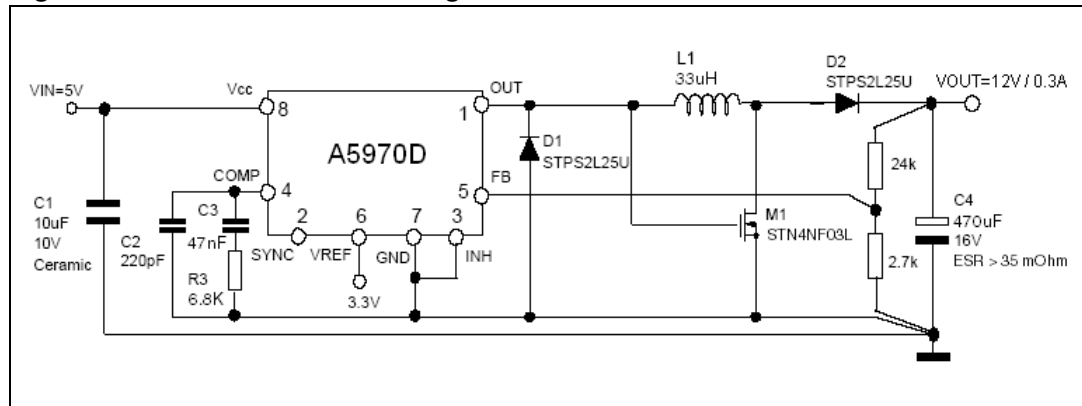 VIN=5V
Vcc
8
OUT
1
L1
33uH
D2
STPS2L25U
VOUT=12V / 0.3A
A5970D
D1
STPS2L25U
FB
5
24k
COMP
4
C1
10uF
10V
Ceramic
C2
220pF
C3
47nF
R3
6.8K
2
SYNC
6
VREF
3.3V
7
GND
3
INH
M1
STN4NF03L
2.7k
C4
470uF
16V
ESR > 35 mOhm